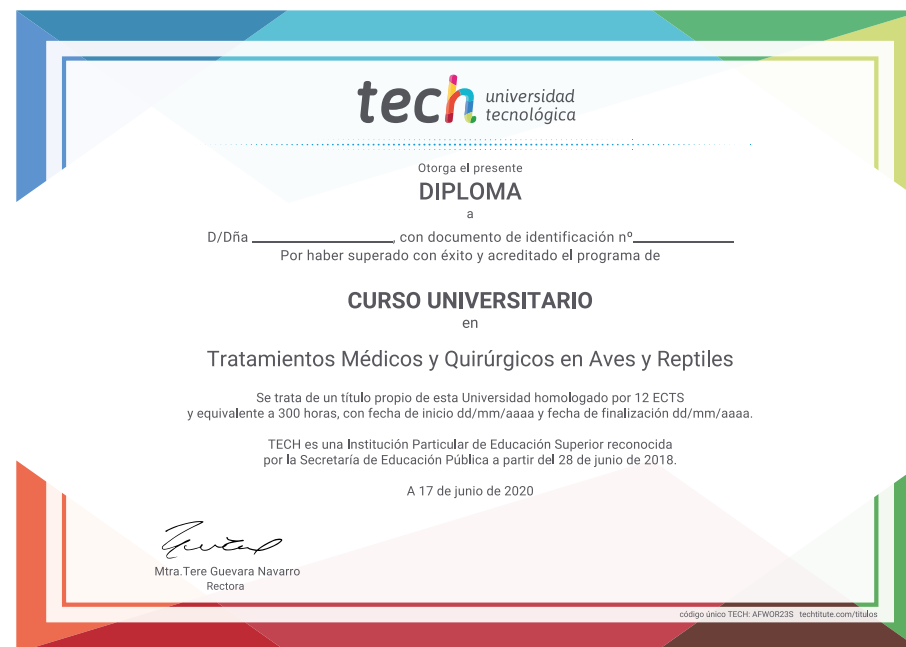 tech universidad
tecnológica
Otorga el presente
DIPLOMA
a
D/Dña ________________, con documento de identificación nº____________
Por haber superado con éxito y acreditado el programa de
CURSO UNIVERSITARIO
en
Tratamientos Médicos y Quirúrgicos en Aves y Reptiles
Se trata de un título propio de esta Universidad homologado por 12 ECTS
y equivalente a 300 horas, con fecha de inicio dd/mm/aaaa y fecha de finalización dd/mm/aaaa.
TECH es una Institución Particular de Educación Superior reconocida
por la Secretaría de Educación Pública a partir del 28 de junio de 2018.
A 17 de junio de 2020
Mtra.Tere Guevara Navarro
Rectora
código único TECH: AFWOR23S techtitute.com/titulos